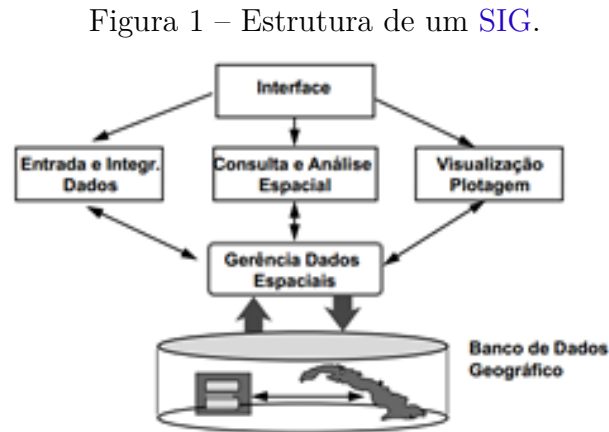 Figura 1 – Estrutura de um SIG.
Interface
Entrada e Integr.
Dados
Consulta e Análise
Espacial
Visualização
Plotagem
Gerência Dados
Espaciais
Banco de Dados
Geográfico